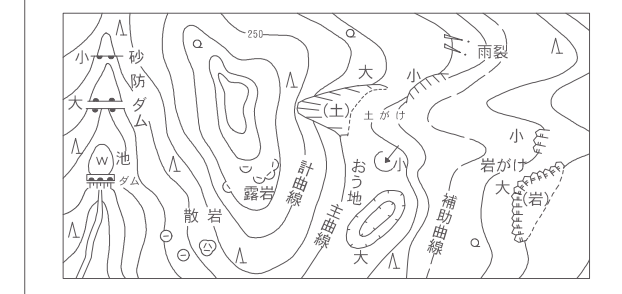 小 砂防ダム
大
W 池
ダム
250
散岩
露岩
計曲線
主曲線
大
(土)
土がけ
小
雨裂
おう地
小
大
補助曲線
小
岩がけ
大
(岩)
ハ